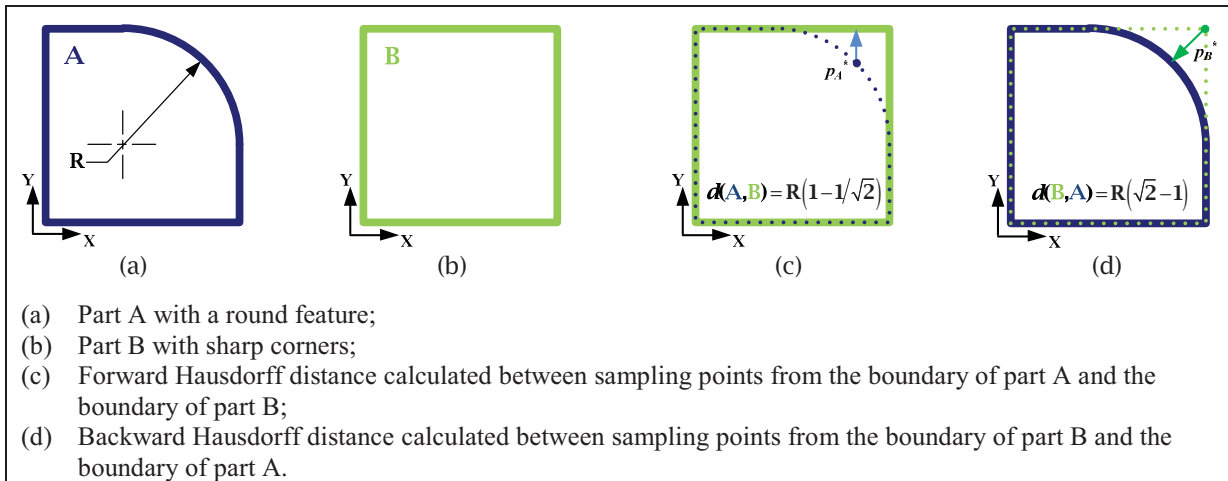 A
R
Y
X
(a)
B
Y
X
(b)
p_A*
d(A,B)=R(1−1/√2)
Y
X
(c)
p_B*
d(B,A)=R(√2−1)
Y
X
(d)
(a) Part A with a round feature;
(b) Part B with sharp corners;
(c) Forward Hausdorff distance calculated between sampling points from the boundary of part A and the
boundary of part B;
(d) Backward Hausdorff distance calculated between sampling points from the boundary of part B and the
boundary of part A.